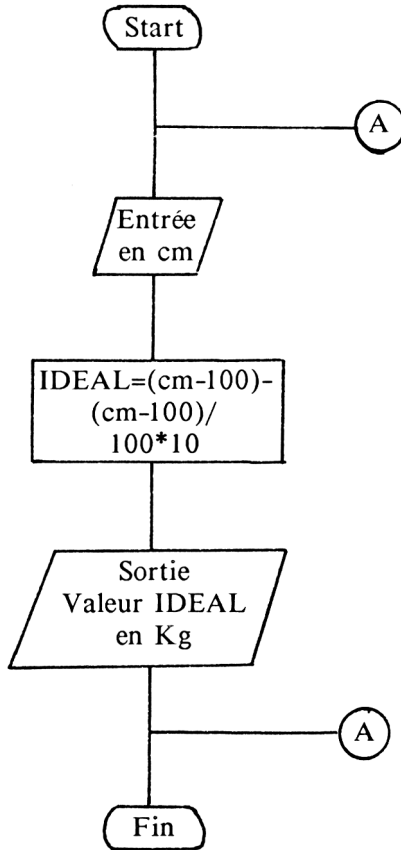 Start
A
Entrée
en cm
IDEAL=(cm-100)-
(cm-100)/
100*10
Sortie
Valeur IDEAL
en Kg
A
Fin